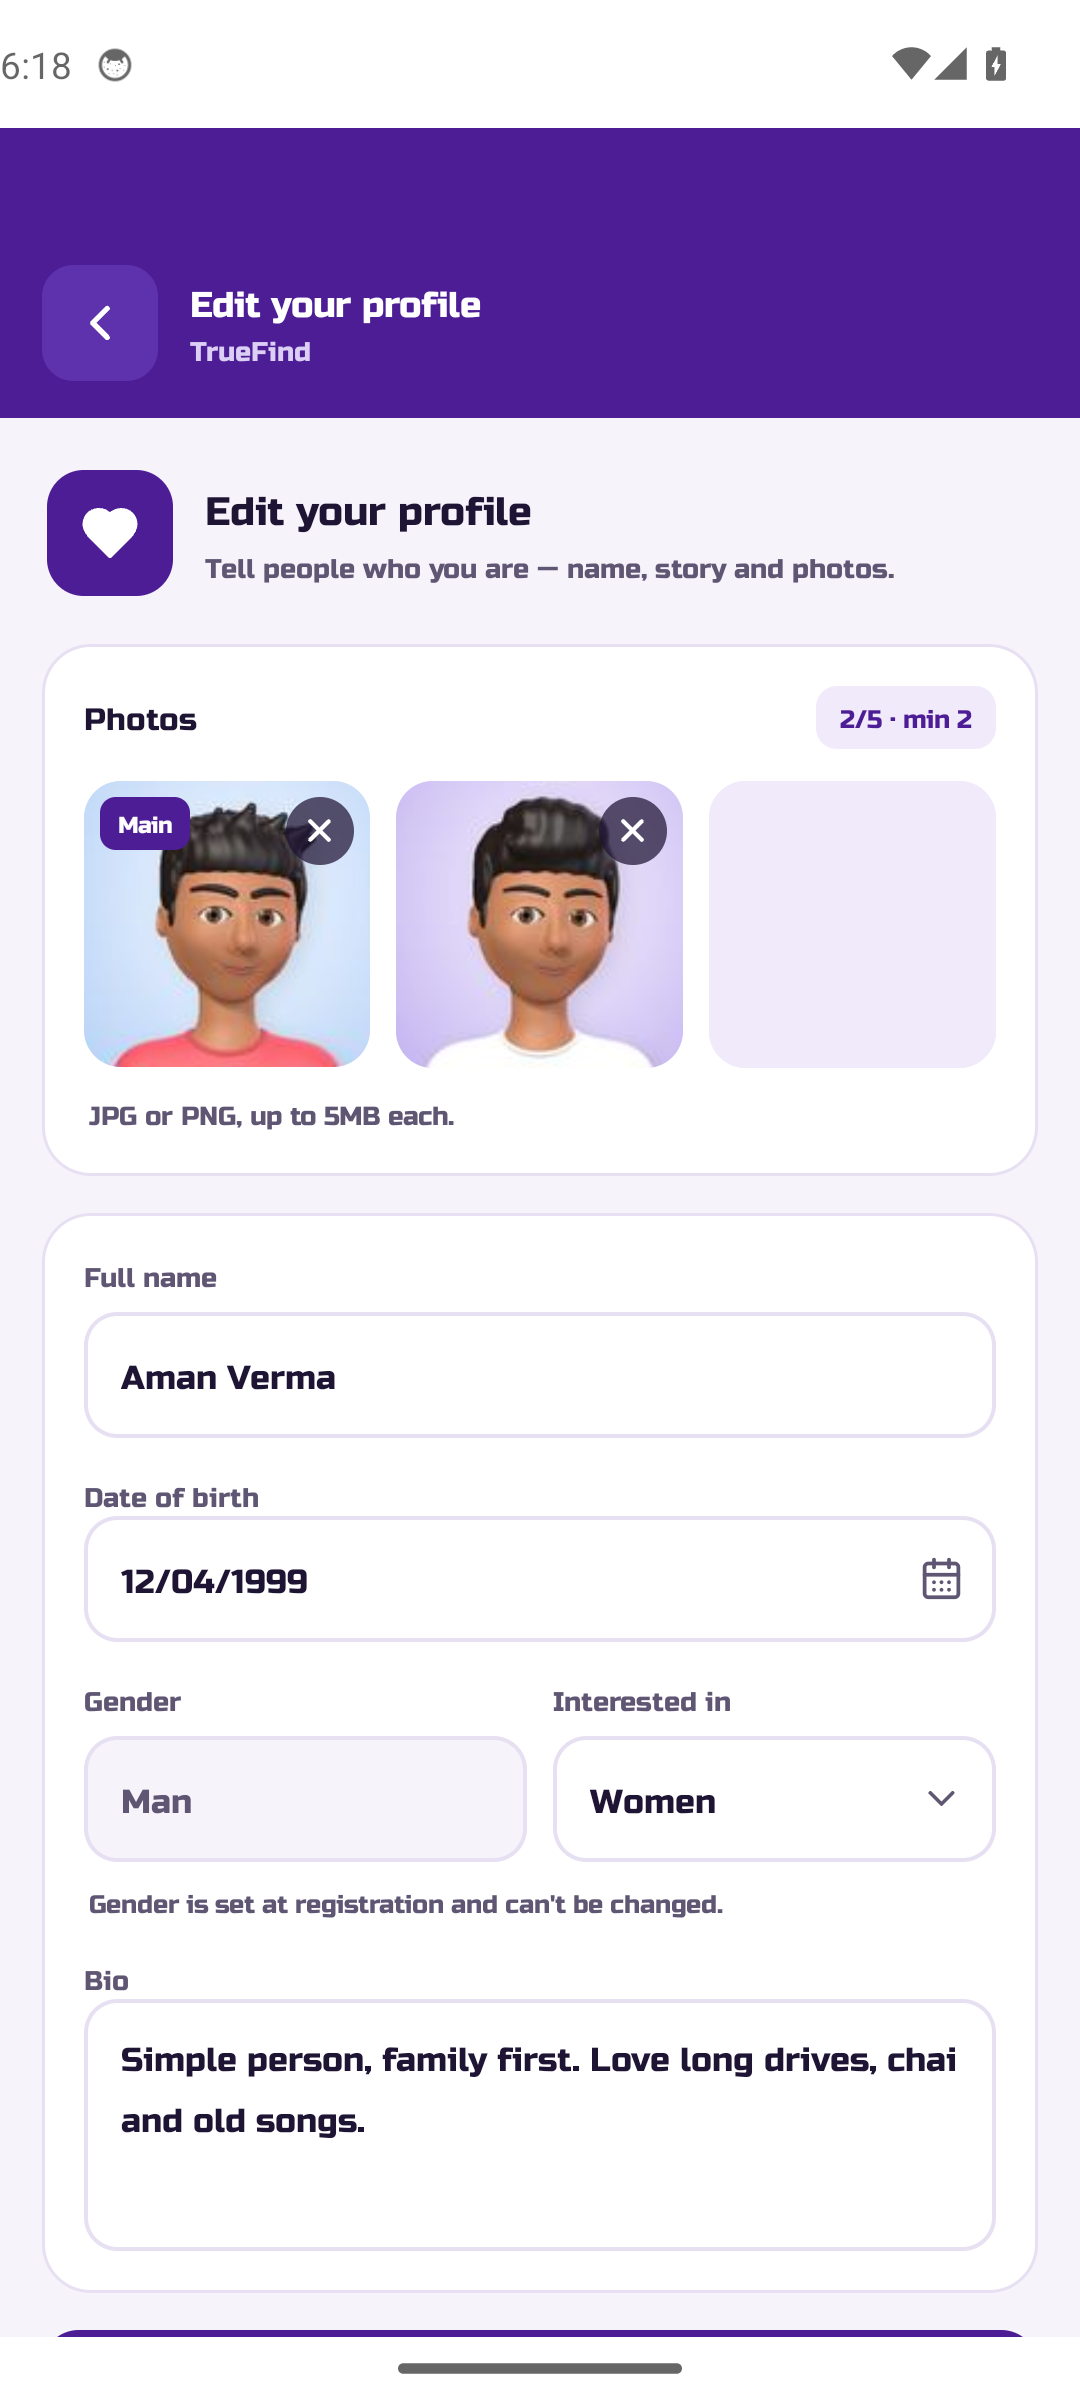 6:18
Edit your profile
TrueFind
Edit your profile
Tell people who you are — name, story and photos.
Photos
2/5 · min 2
Main
JPG or PNG, up to 5MB each.
Full name
Aman Verma
Date of birth
12/04/1999
Gender
Interested in
Man
Women
Gender is set at registration and can't be changed.
Bio
Simple person, family first. Love long drives, chai
and old songs.